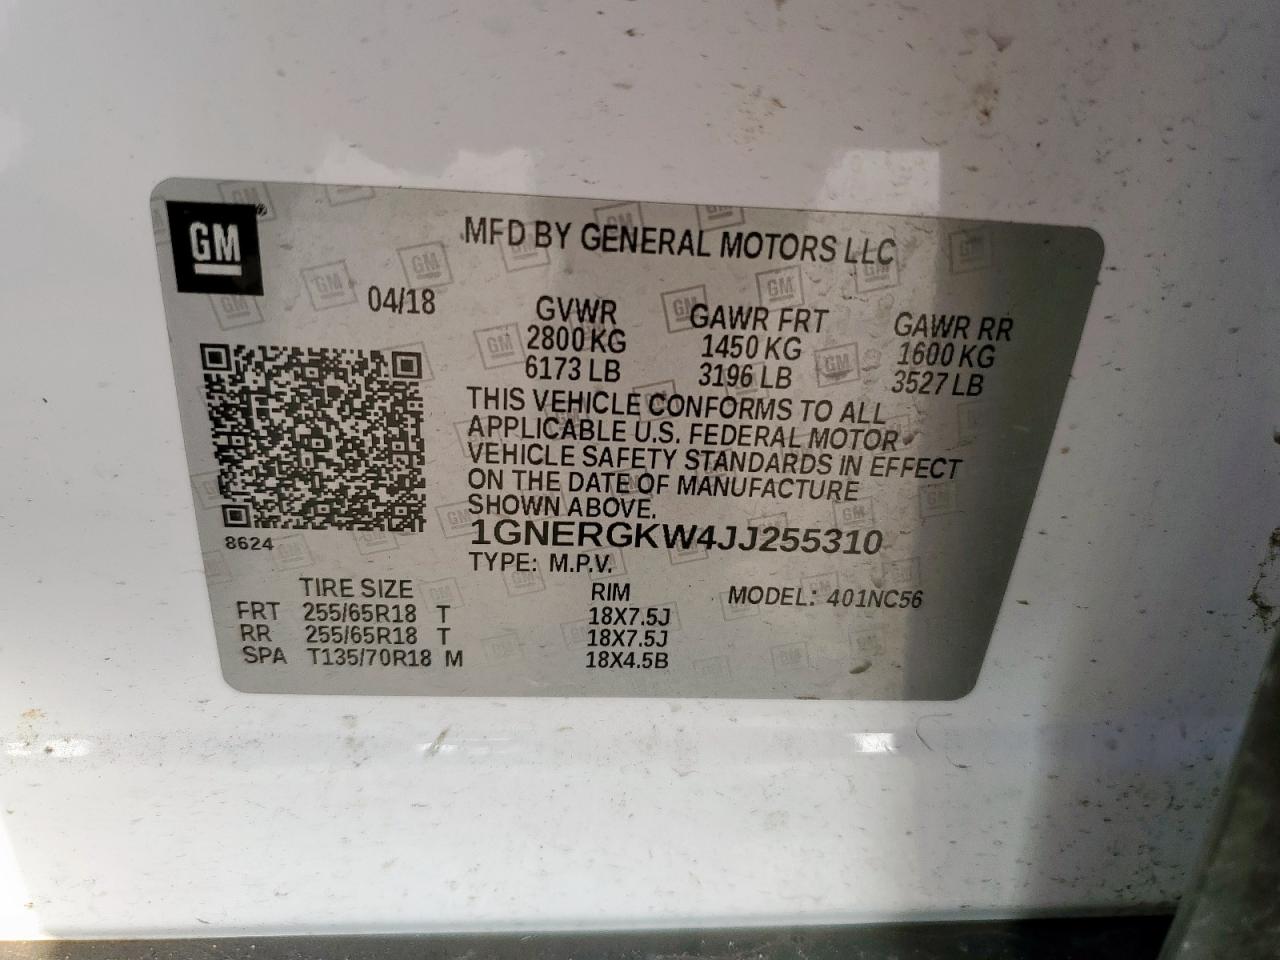 GM
MFD BY GENERAL MOTORS LLC
04/18
GVWR GAWR FRT GAWR RR
2800 KG 1450 KG 1600 KG
6173 LB 3196 LB 3527 LB
THIS VEHICLE CONFORMS TO ALL
APPLICABLE U.S. FEDERAL MOTOR
VEHICLE SAFETY STANDARDS IN EFFECT
ON THE DATE OF MANUFACTURE
SHOWN ABOVE.
8624
1GNERGKW4JJ255310
TYPE: M.P.V.
TIRE SIZE RIM MODEL: 401NC56
FRT 255/65R18 T 18X7.5J
RR 255/65R18 T 18X7.5J
SPA T135/70R18 M 18X4.5B